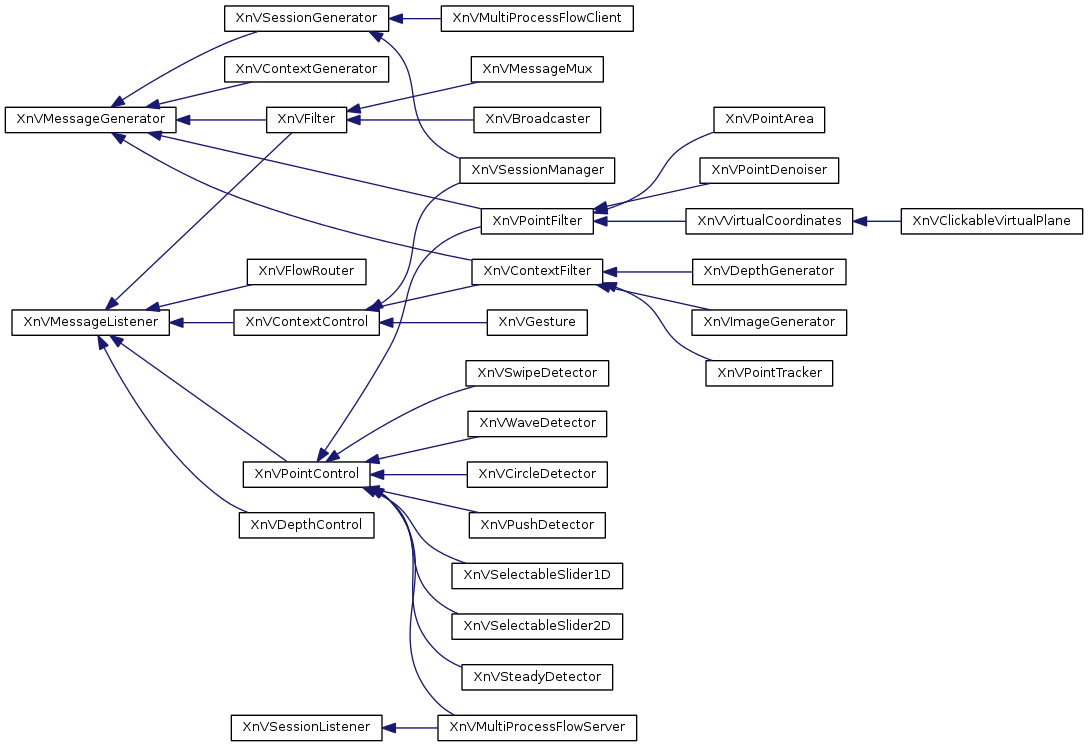 XnVSessionGenerator
XnVMultiProcessFlowClient
XnVContextGenerator
XnVMessageMux
XnVMessageGenerator
XnVFilter
XnVBroadcaster
XnVPointArea
XnVSessionManager
XnVPointDenoiser
XnVPointFilter
XnVVirtualCoordinates
XnVClickableVirtualPlane
XnVFlowRouter
XnVContextFilter
XnVDepthGenerator
XnVMessageListener
XnVContextControl
XnVGesture
XnVImageGenerator
XnVSwipeDetector
XnVPointTracker
XnVWaveDetector
XnVPointControl
XnVCircleDetector
XnVDepthControl
XnVPushDetector
XnVSelectableSlider1D
XnVSelectableSlider2D
XnVSteadyDetector
XnVSessionListener
XnVMultiProcessFlowServer